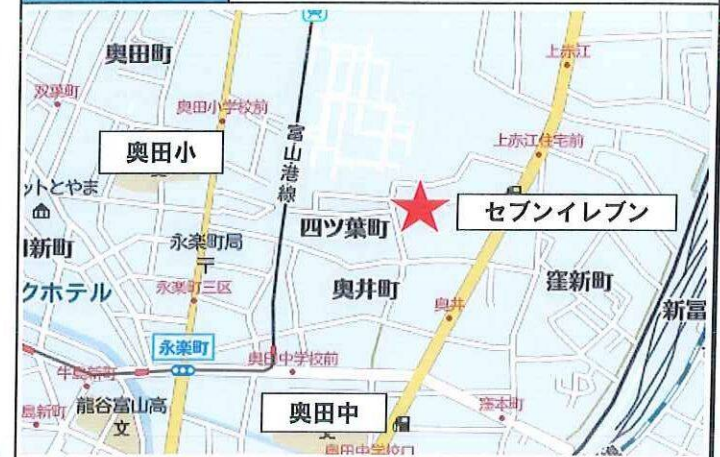 奥田町
上赤江
双葉町
奥田小学校前
富山港線
上赤江住宅前
奥田小
ットとやま
セブンイレブン
四ツ葉町
新町
永楽町局
〒
奥井町
窪新町
クホテル
永楽町三区
奥井
新冨
永楽町
奥田中学校前
牛島新町
龍谷富山高
文
島新町
奥田中
窪本町
奥田中学校口